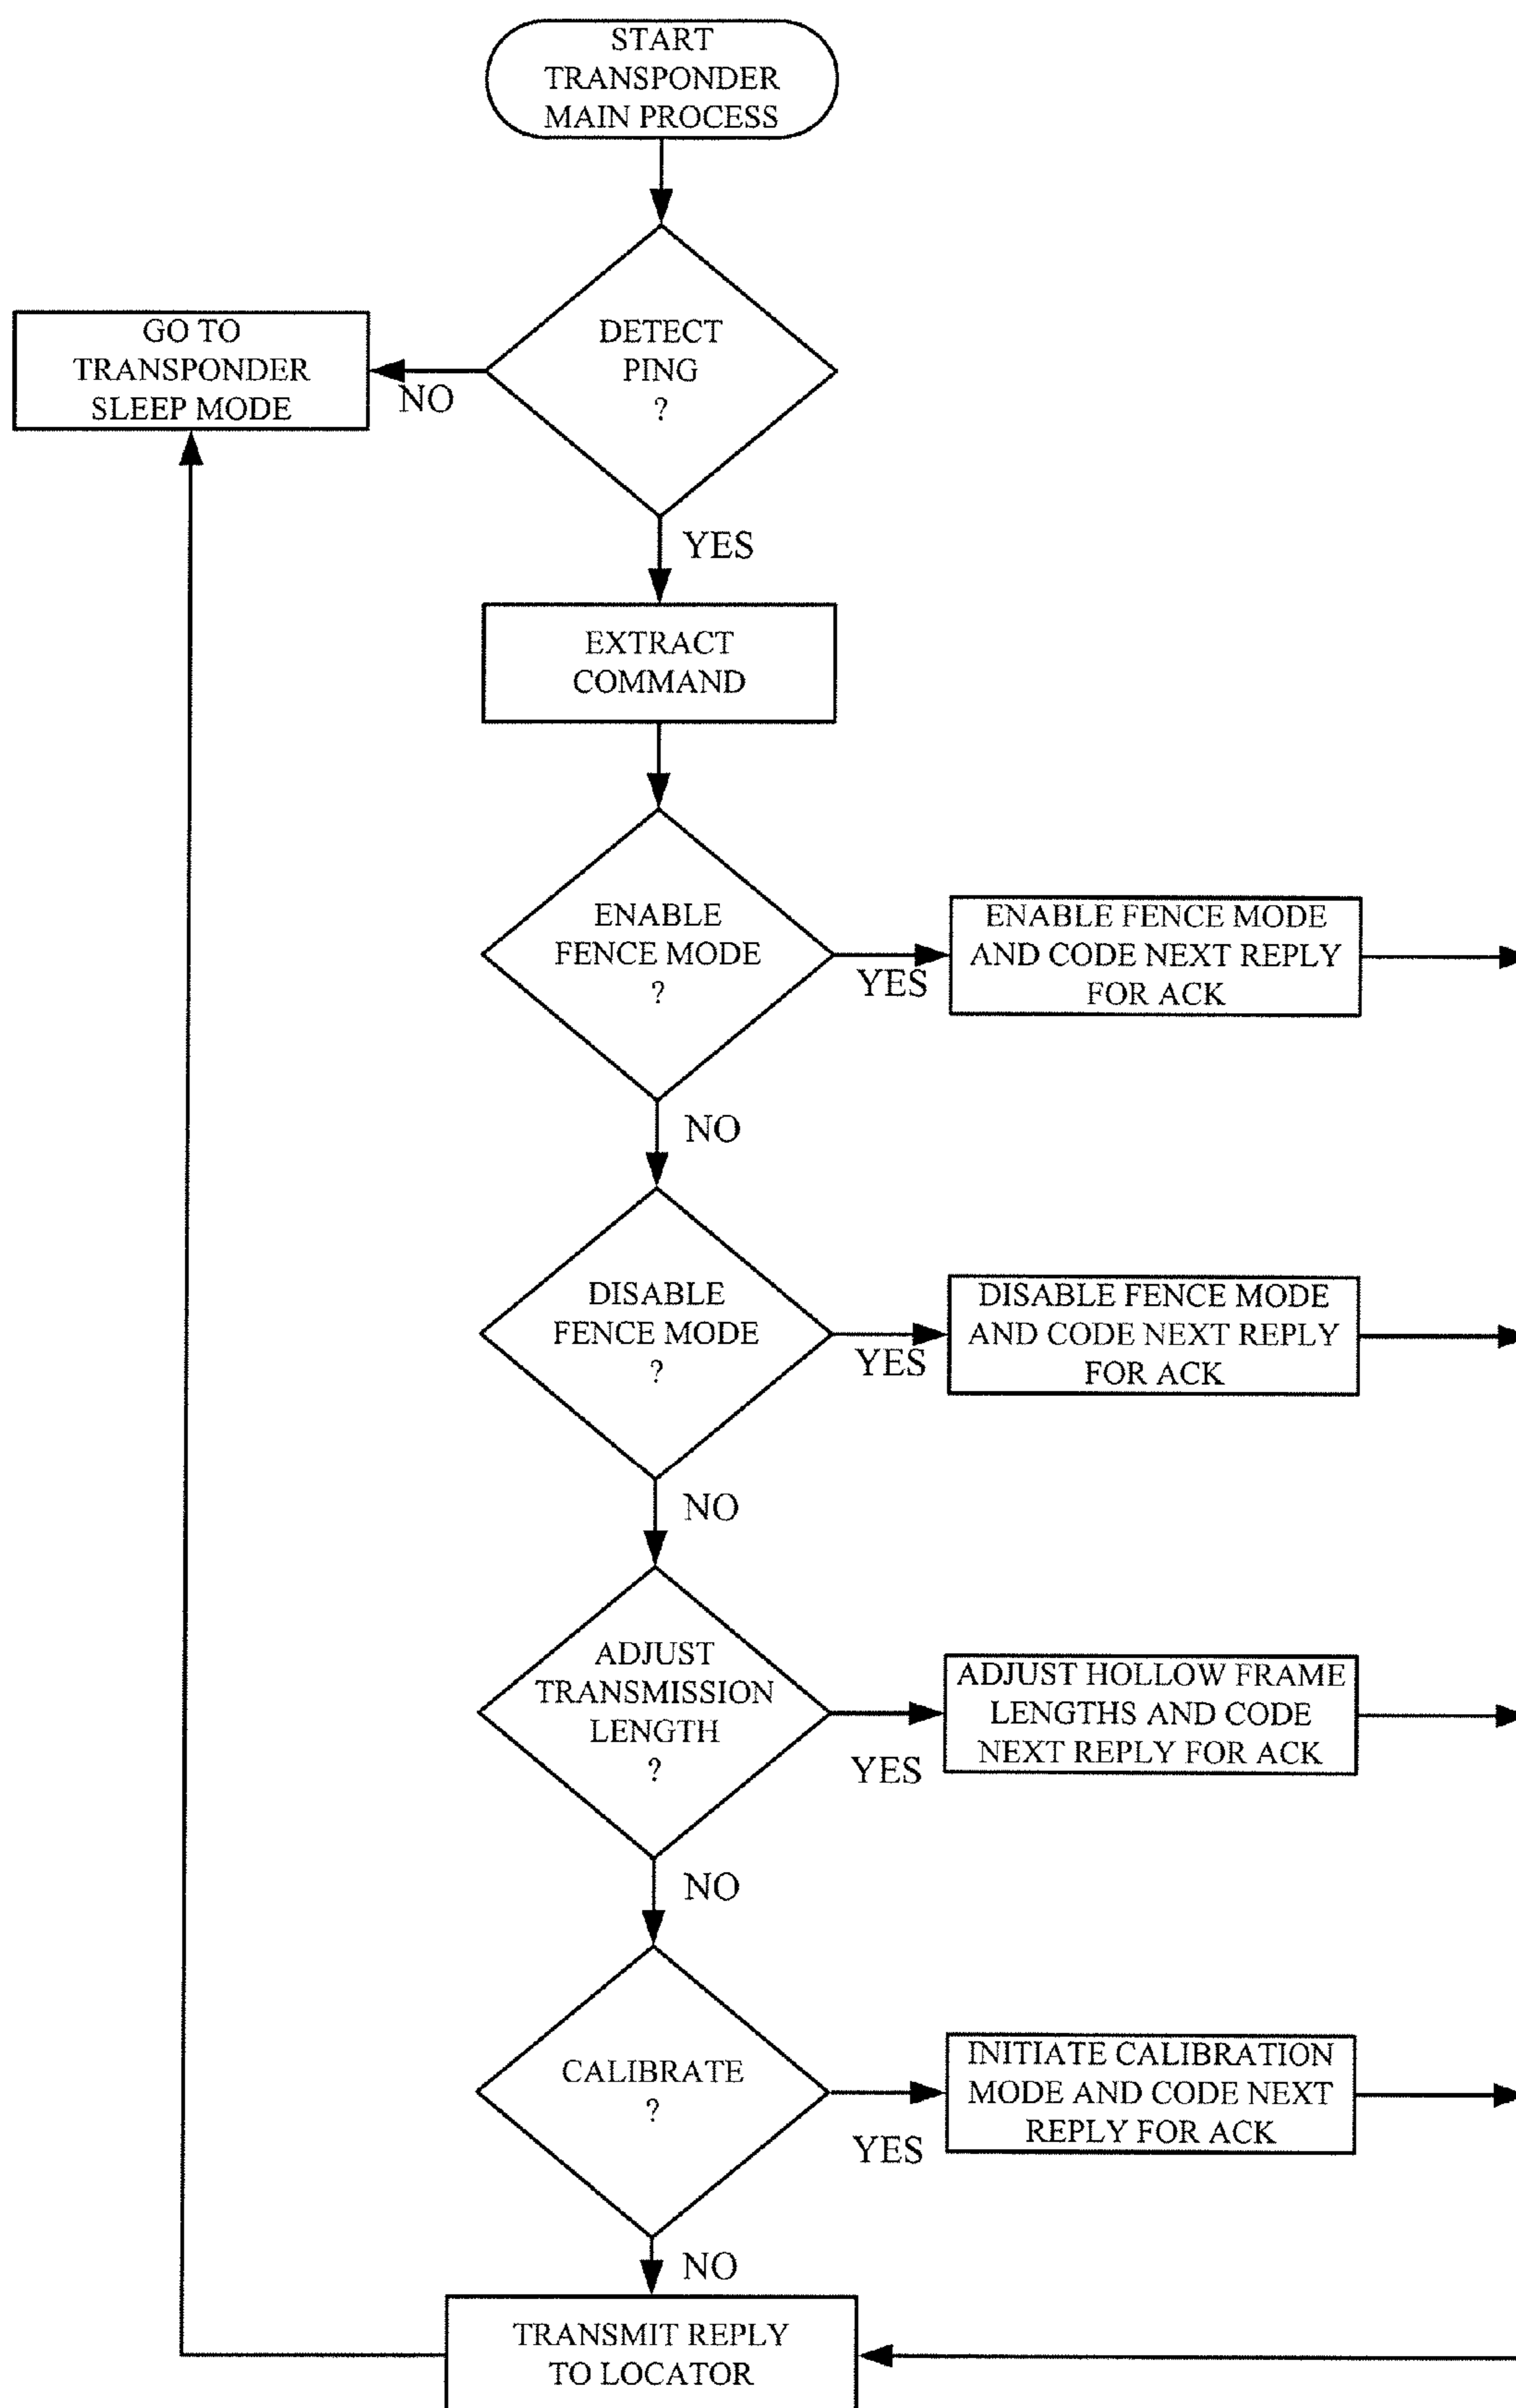 START
TRANSPONDER
MAIN PROCESS
DETECT
PING
?
GO TO
TRANSPONDER
SLEEP MODE
NO
YES
EXTRACT
COMMAND
ENABLE
FENCE MODE
?
YES
ENABLE FENCE MODE
AND CODE NEXT REPLY
FOR ACK
NO
DISABLE
FENCE MODE
?
YES
DISABLE FENCE MODE
AND CODE NEXT REPLY
FOR ACK
NO
ADJUST
TRANSMISSION
LENGTH
?
YES
ADJUST HOLLOW FRAME
LENGTHS AND CODE
NEXT REPLY FOR ACK
NO
CALIBRATE
?
YES
INITIATE CALIBRATION
MODE AND CODE NEXT
REPLY FOR ACK
NO
TRANSMIT REPLY
TO LOCATOR